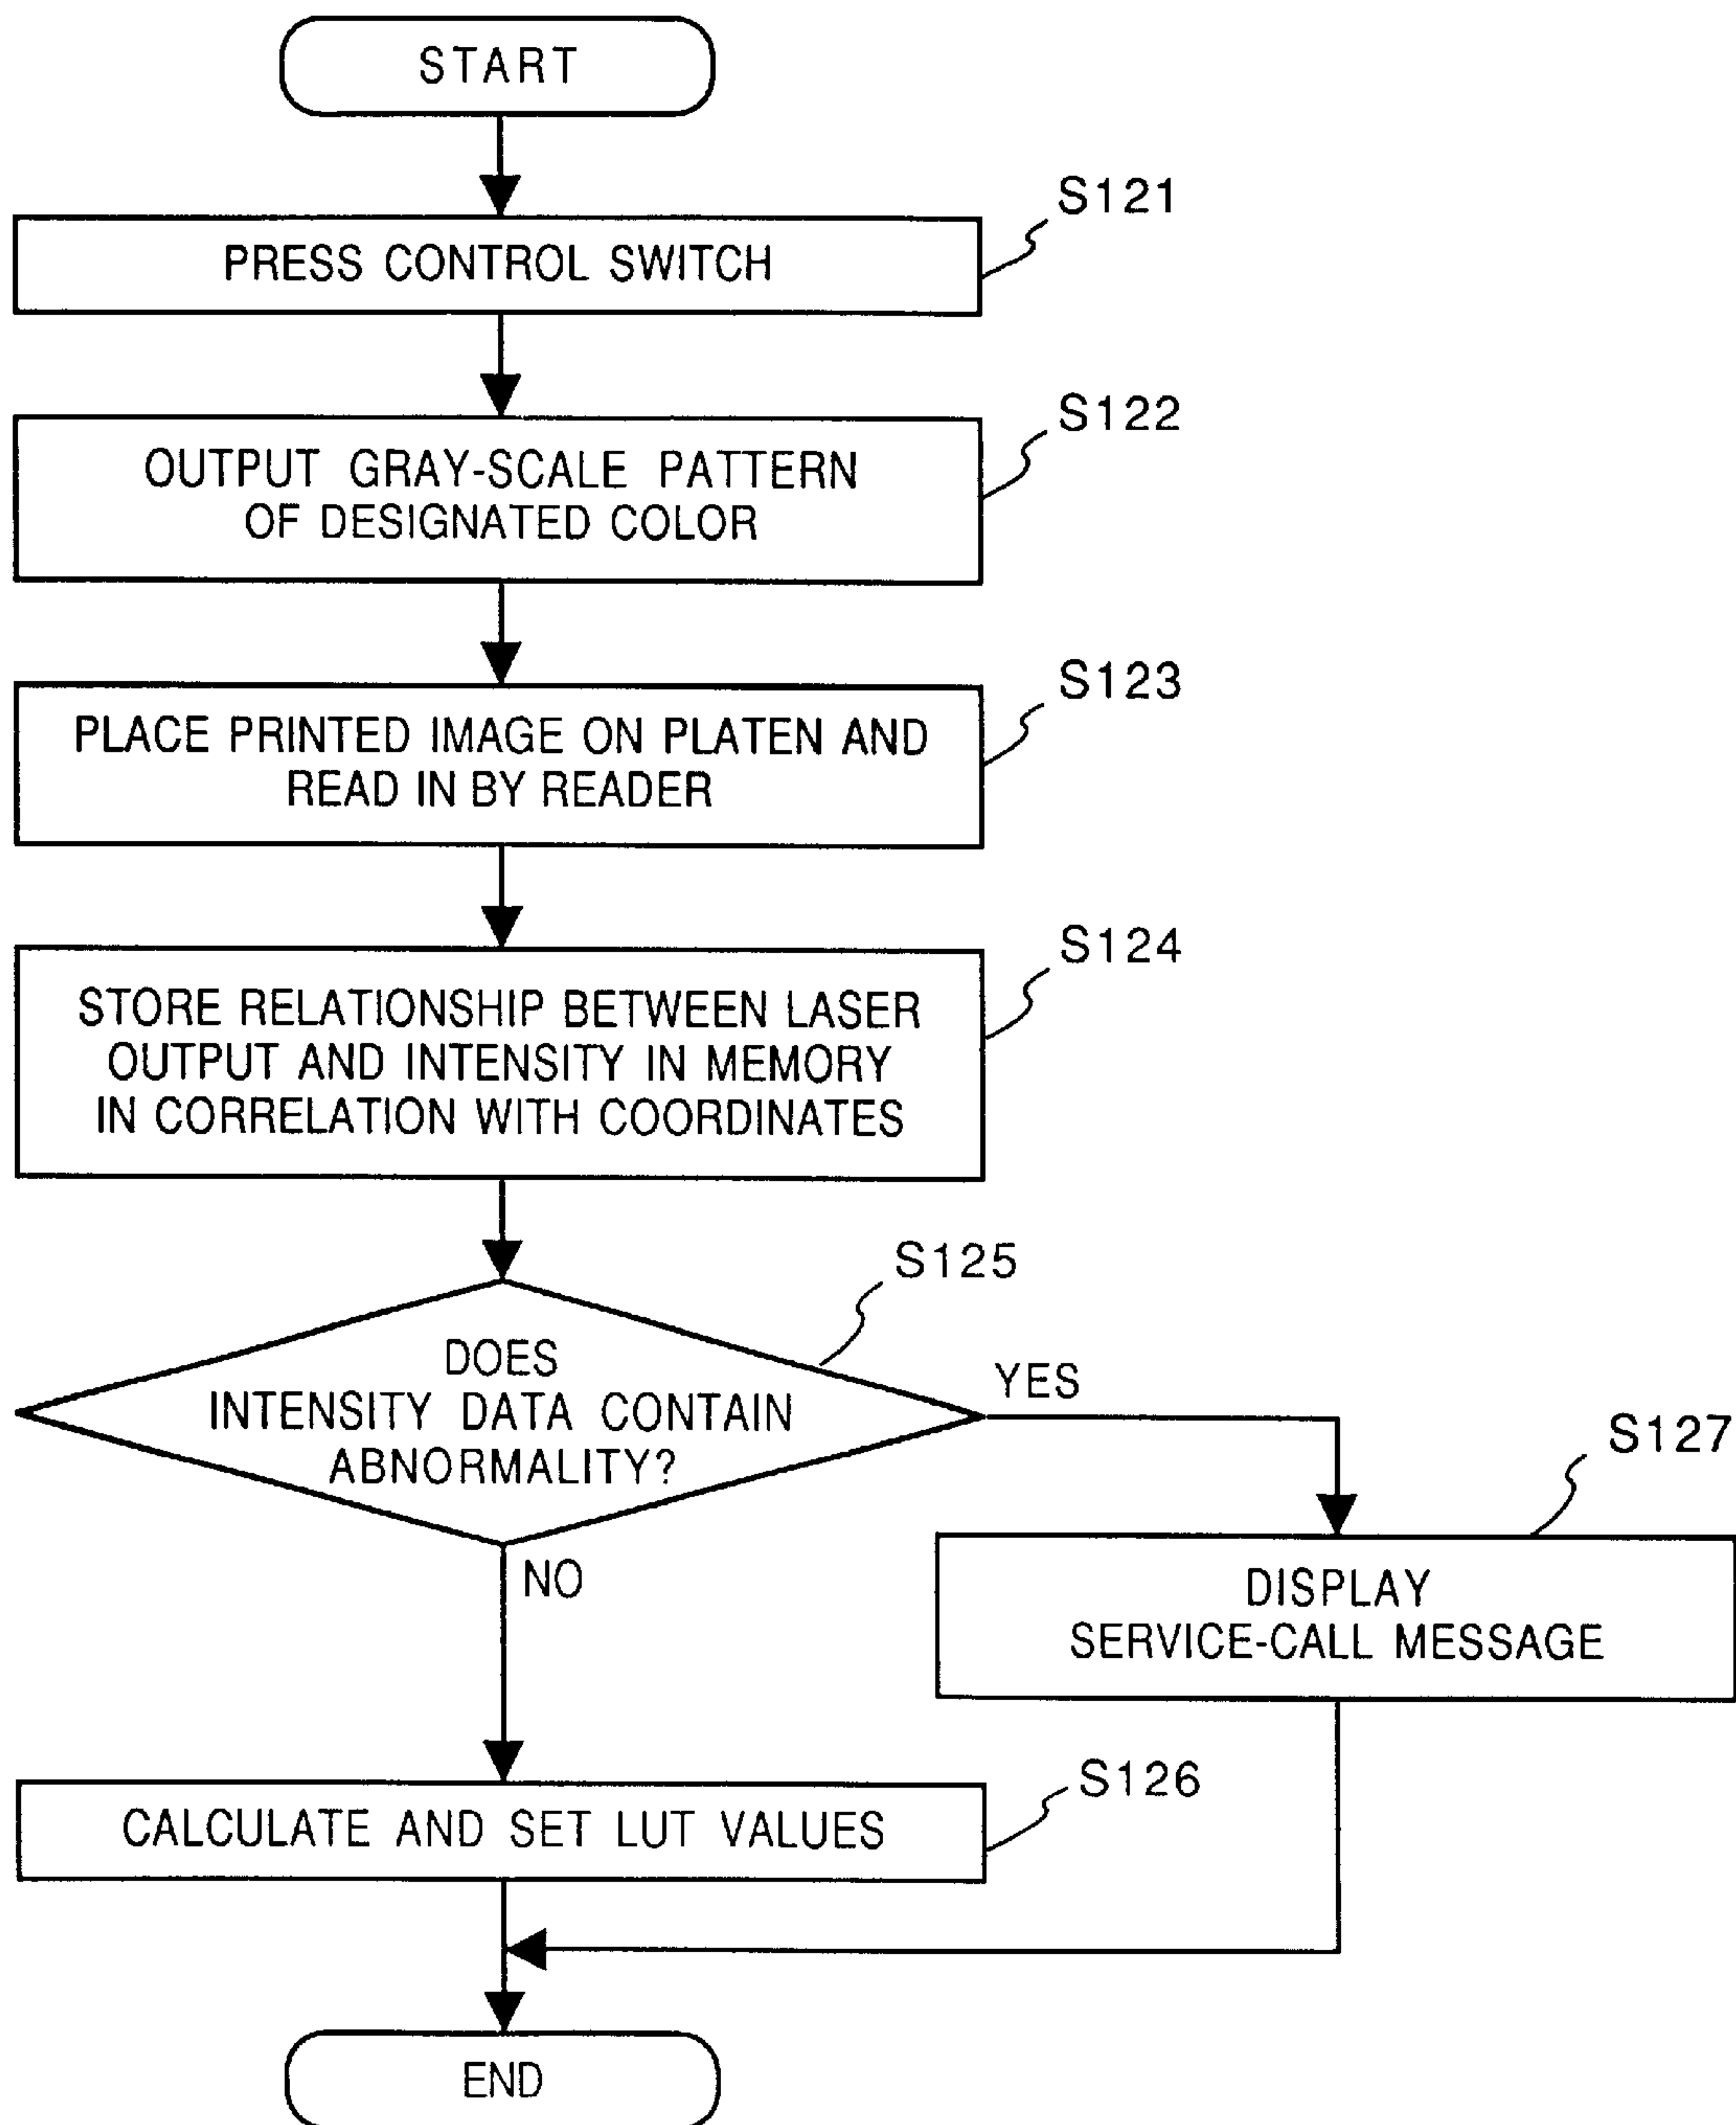 START
S121
PRESS CONTROL SWITCH
S122
OUTPUT GRAY-SCALE PATTERN
OF DESIGNATED COLOR
S123
PLACE PRINTED IMAGE ON PLATEN AND
READ IN BY READER
S124
STORE RELATIONSHIP BETWEEN LASER
OUTPUT AND INTENSITY IN MEMORY
IN CORRELATION WITH COORDINATES
S125
DOES
INTENSITY DATA CONTAIN
ABNORMALITY?
YES
S127
NO
DISPLAY
SERVICE-CALL MESSAGE
S126
CALCULATE AND SET LUT VALUES
END